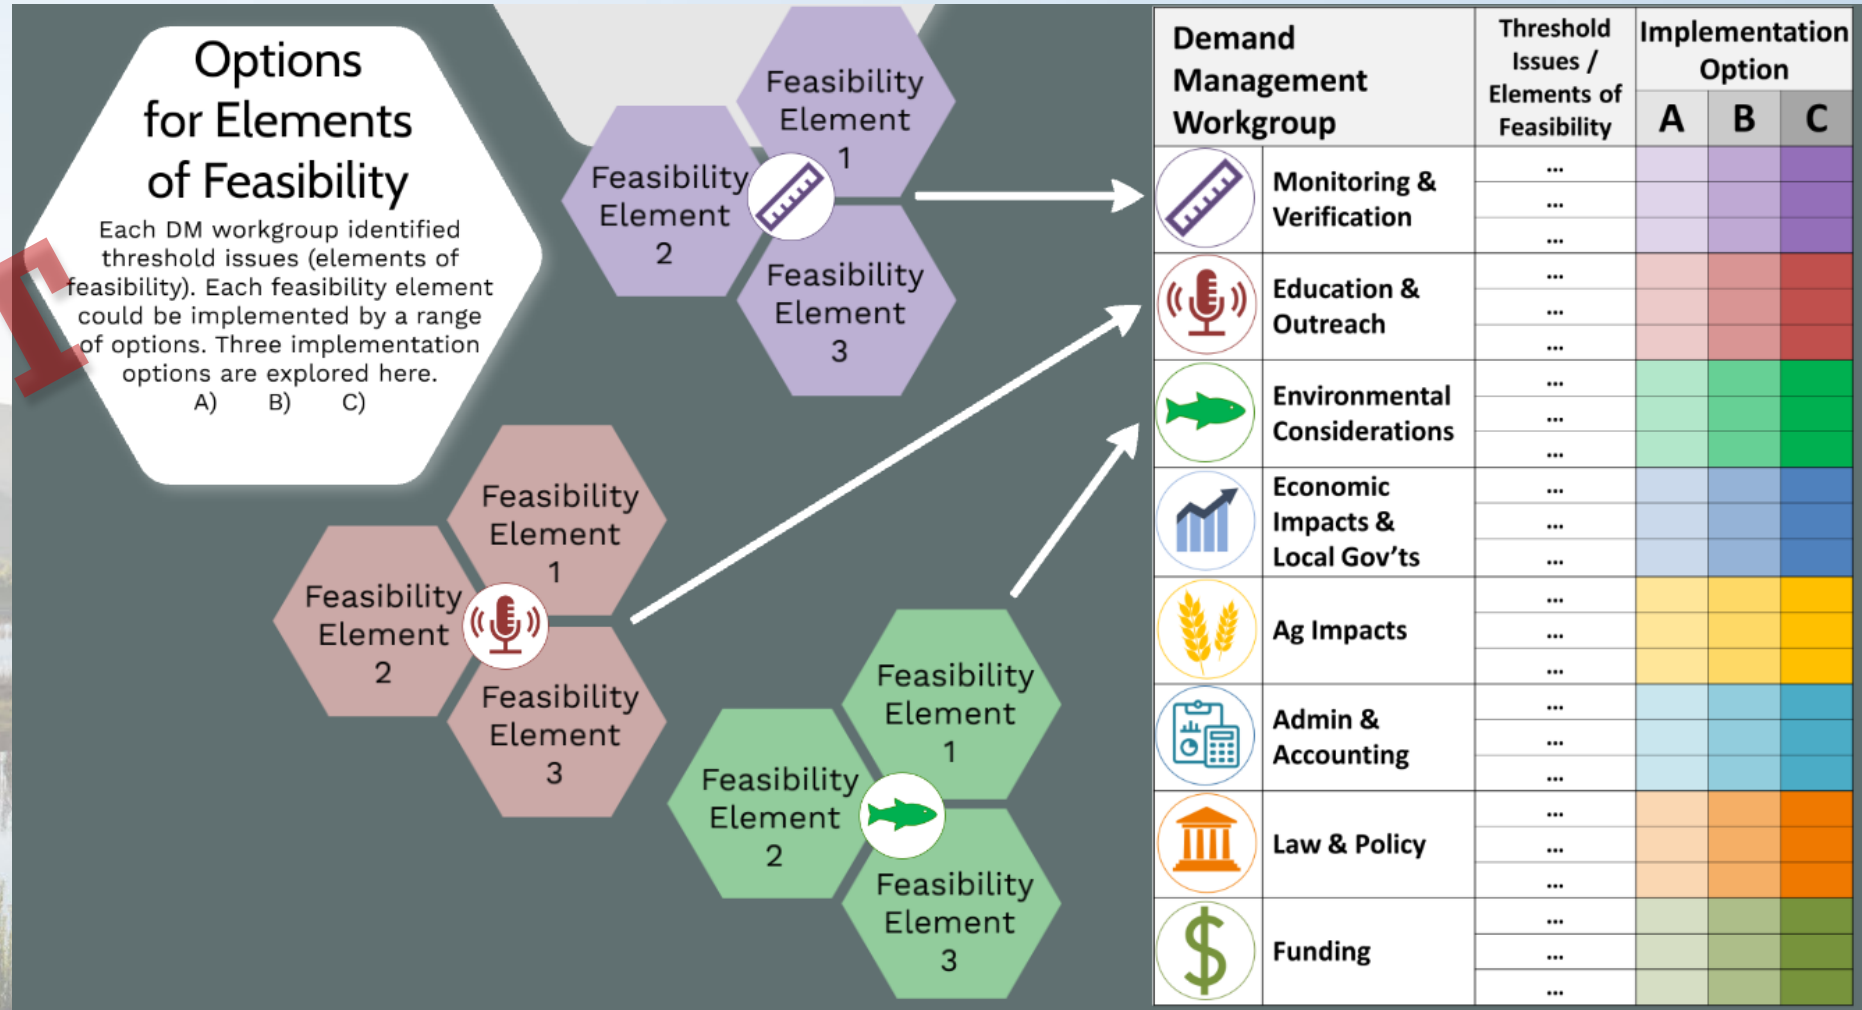 Options
for Elements
of Feasibility
Each DM workgroup identified
threshold issues (elements of
feasibility). Each feasibility element
could be implemented by a range
of options. Three implementation
options are explored here.
A) B) C)
Feasibility
Element
1
Feasibility
Element
2
Feasibility
Element
3
Feasibility
Element
1
Feasibility
Element
2
Feasibility
Element
3
Feasibility
Element
1
Feasibility
Element
2
Feasibility
Element
3
Demand
Management
Workgroup
Threshold
Issues /
Elements of
Feasibility
Implementation
Option
A B C
Monitoring &
Verification
...
...
...
Education &
Outreach
...
...
...
Environmental
Considerations
...
...
...
Economic
Impacts &
Local Gov'ts
...
...
...
Ag Impacts
...
...
...
Admin &
Accounting
...
...
...
Law & Policy
...
...
...
Funding
...
...
...